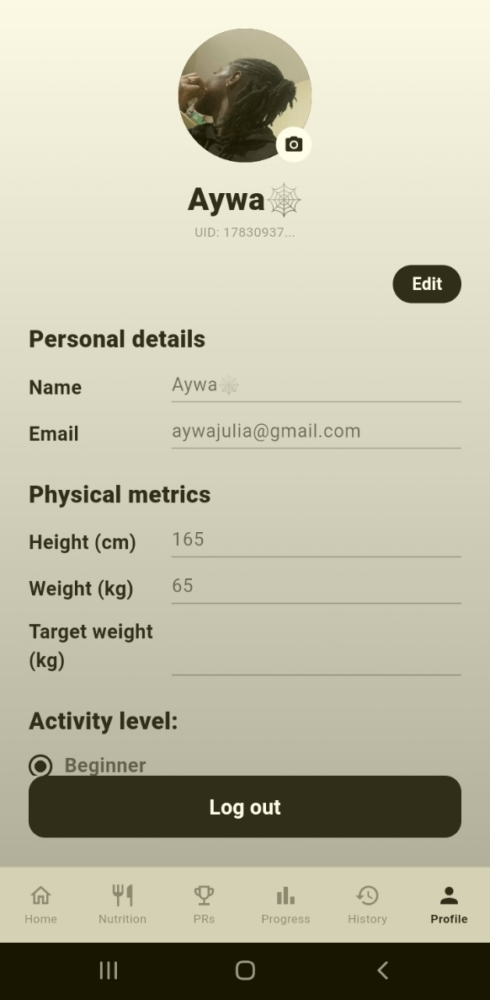 Aywa🕸️
UID: 17830937...
Edit
Personal details
Name
Aywa🕸️
Email
aywajulia@gmail.com
Physical metrics
Height (cm)
165
Weight (kg)
65
Target weight
(kg)
Activity level:
Beginner
Log out
Home
Nutrition
PRs
Progress
History
Profile